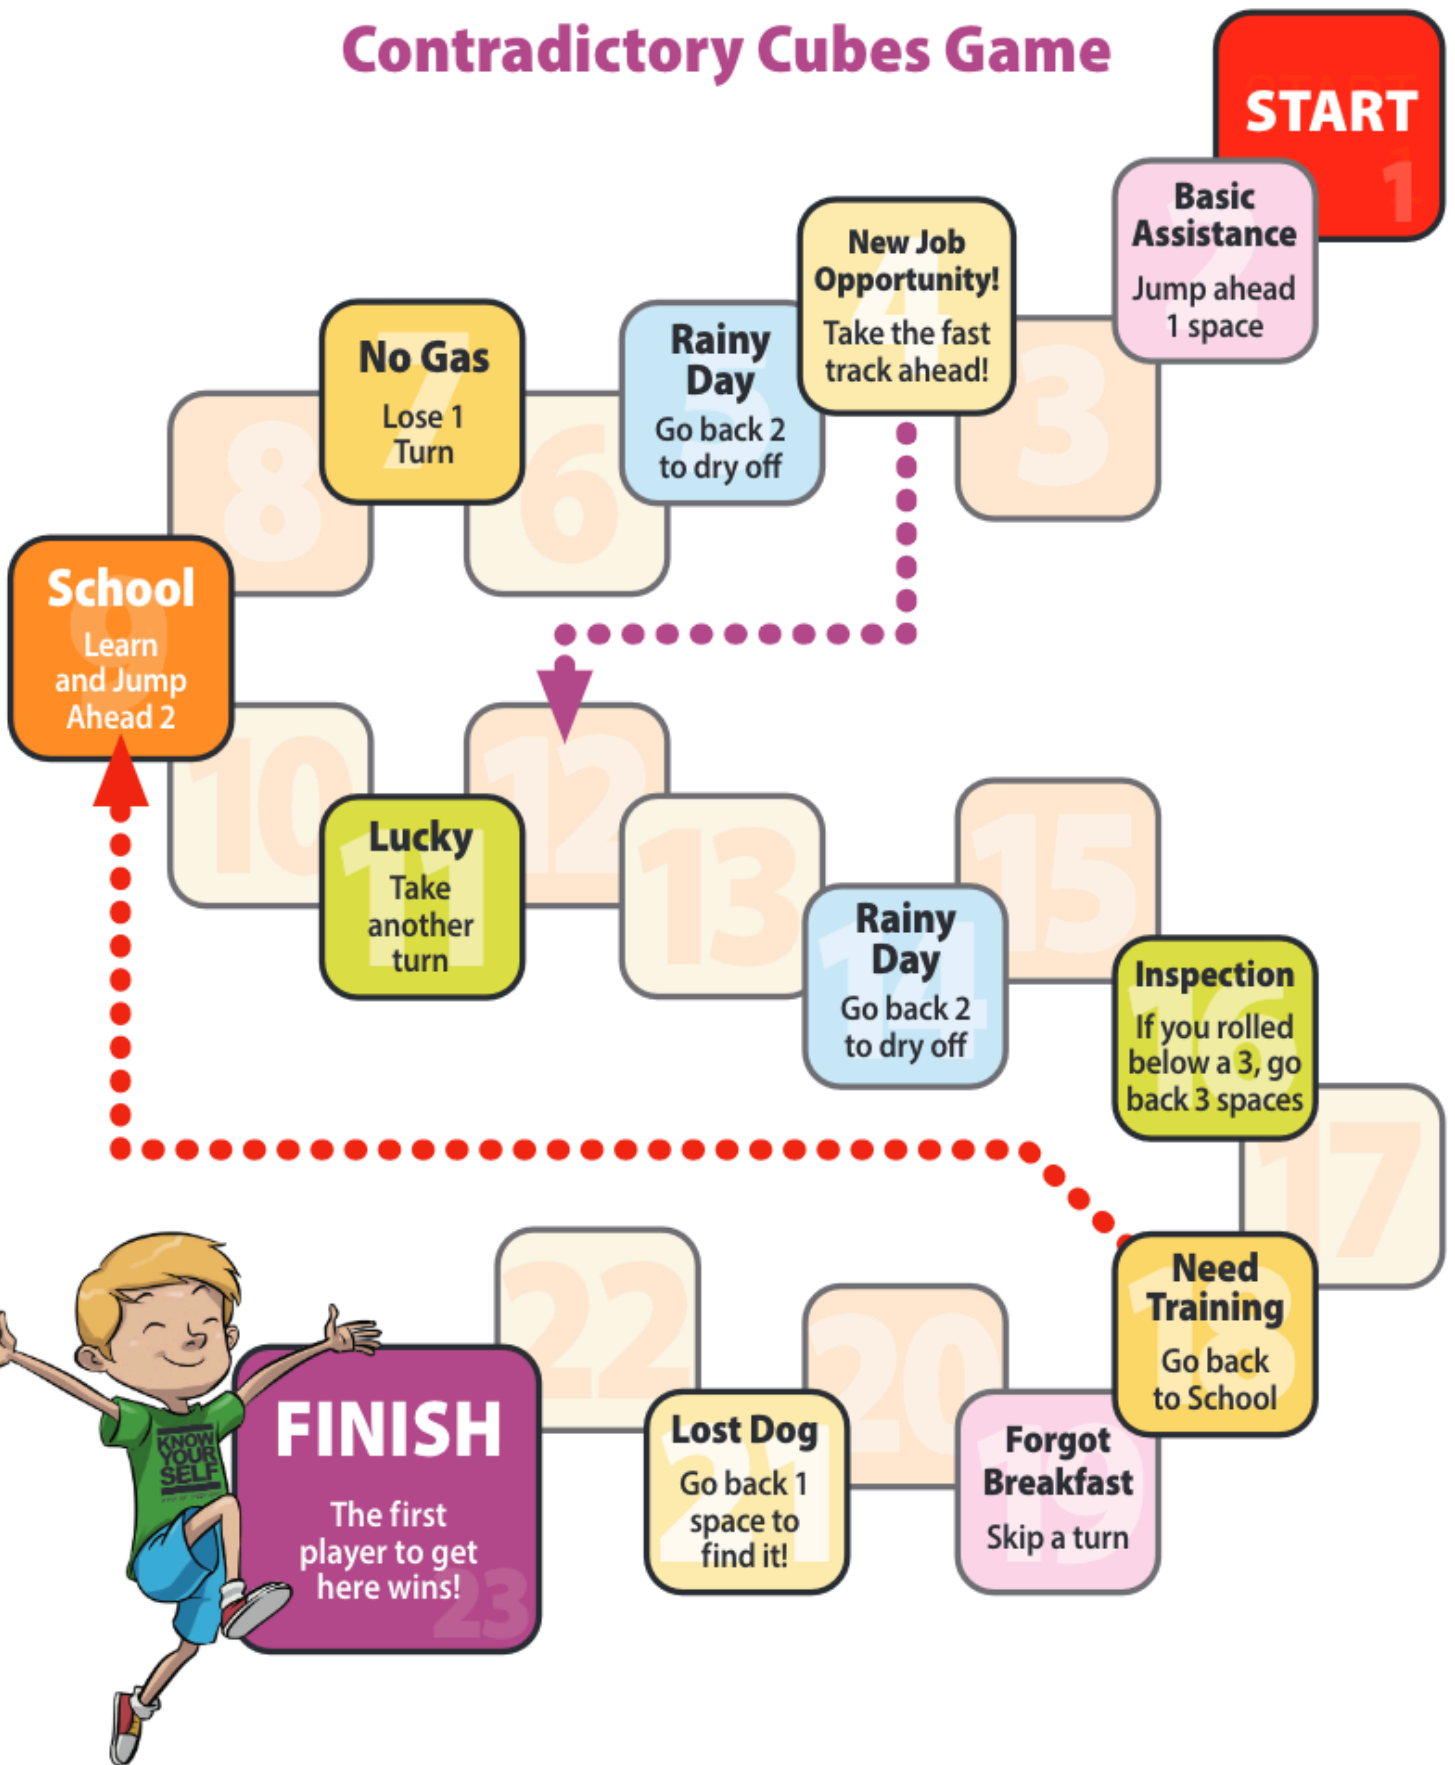 Contradictory Cubes Game
START
1
Basic
Assistance
Jump ahead
1 space
2
3
New Job
Opportunity!
Take the fast
track ahead!
4
Rainy
Day
Go back 2
to dry off
5
6
No Gas
Lose 1
Turn
7
8
School
Learn
and Jump
Ahead 2
9
10
Lucky
Take
another
turn
11
12
13
Rainy
Day
Go back 2
to dry off
14
15
Inspection
If you rolled
below a 3, go
back 3 spaces
16
17
Need
Training
Go back
to School
18
Forgot
Breakfast
Skip a turn
19
20
Lost Dog
Go back 1
space to
find it!
21
22
FINISH
The first
player to get
here wins!
23
KNOW
YOUR
SELF